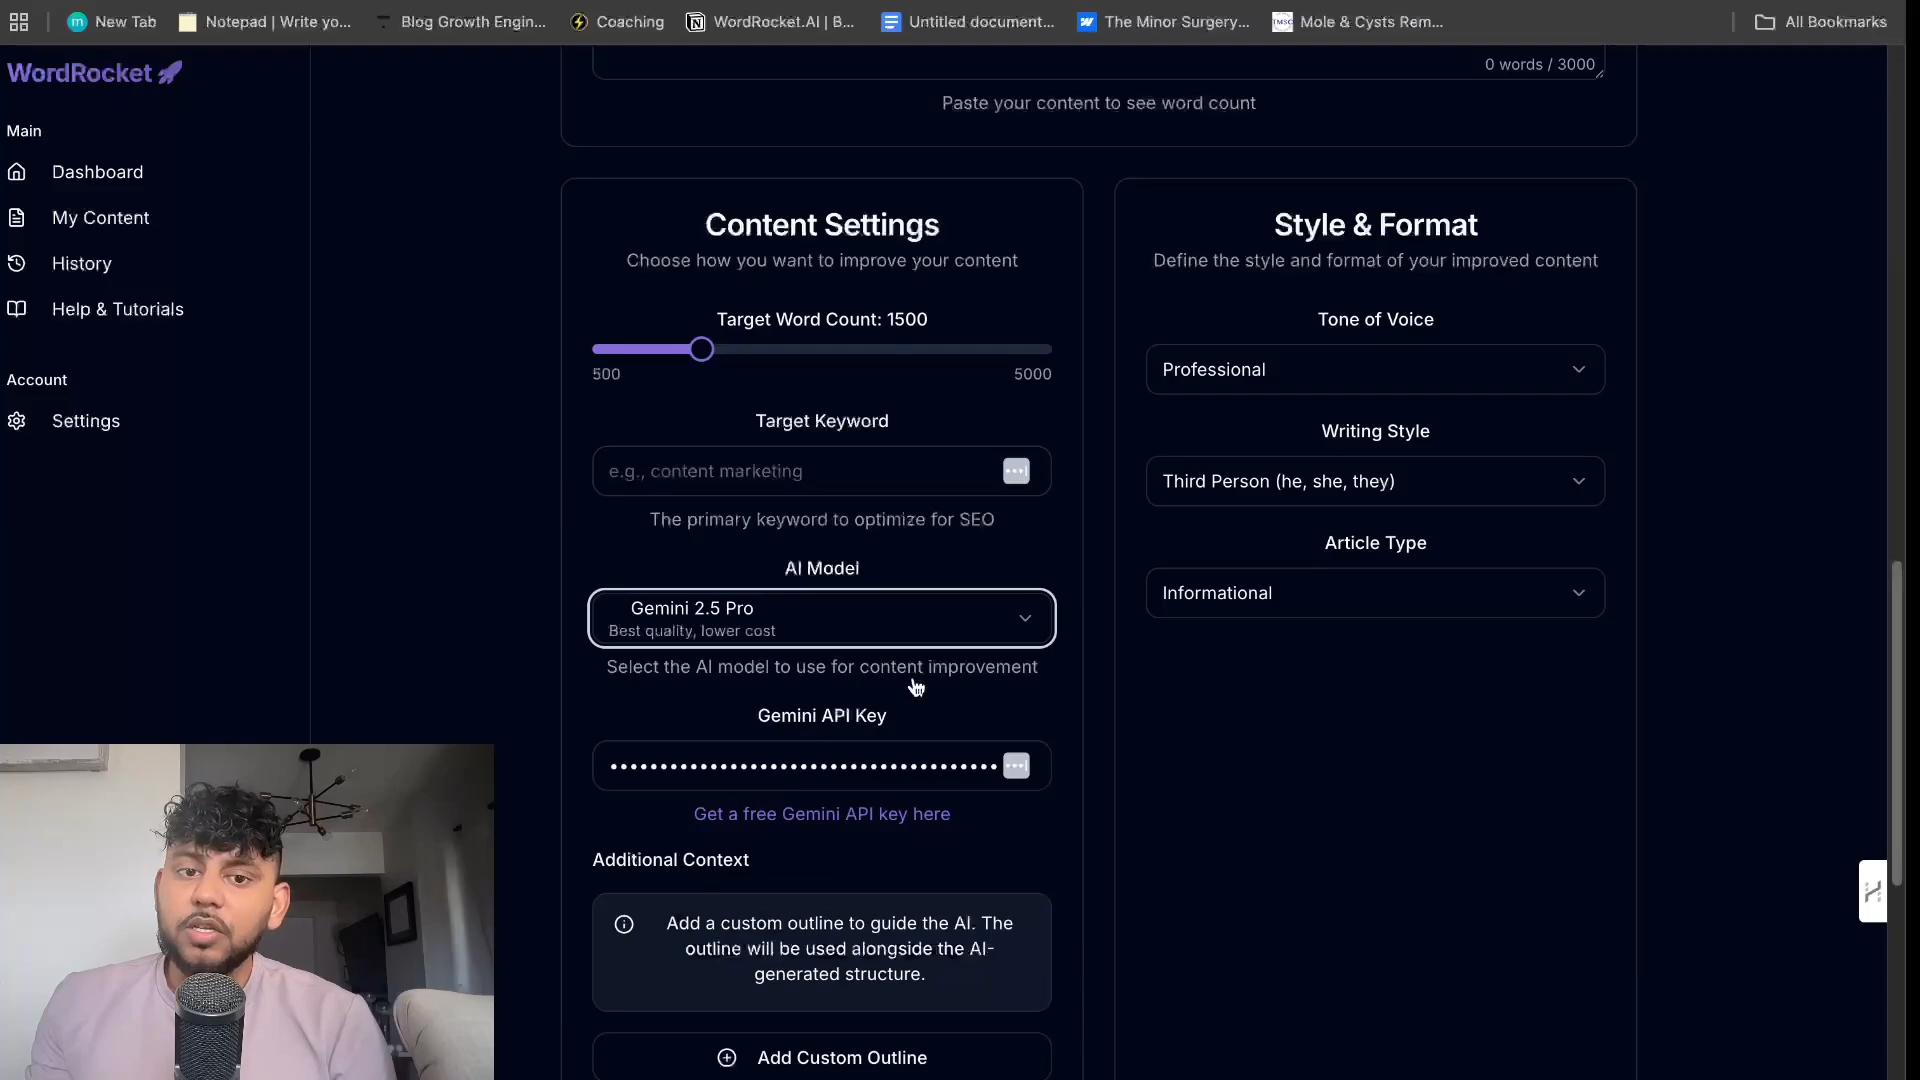 New Tab
Notepad | Write yo...
Blog Growth Engin...
Coaching
WordRocket.AI | B...
Untitled document...
The Minor Surgery...
TMSC
Mole & Cysts Rem...
All Bookmarks
WordRocket
Main
Dashboard
My Content
History
Help & Tutorials
Account
Settings
0 words / 3000
Paste your content to see word count
Content Settings
Choose how you want to improve your content
Target Word Count: 1500
500
5000
Target Keyword
e.g., content marketing
The primary keyword to optimize for SEO
AI Model
Gemini 2.5 Pro
Best quality, lower cost
Select the AI model to use for content improvement
Gemini API Key
Get a free Gemini API key here
Additional Context
Add a custom outline to guide the AI. The
outline will be used alongside the AI-
generated structure.
Add Custom Outline
Style & Format
Define the style and format of your improved content
Tone of Voice
Professional
Writing Style
Third Person (he, she, they)
Article Type
Informational